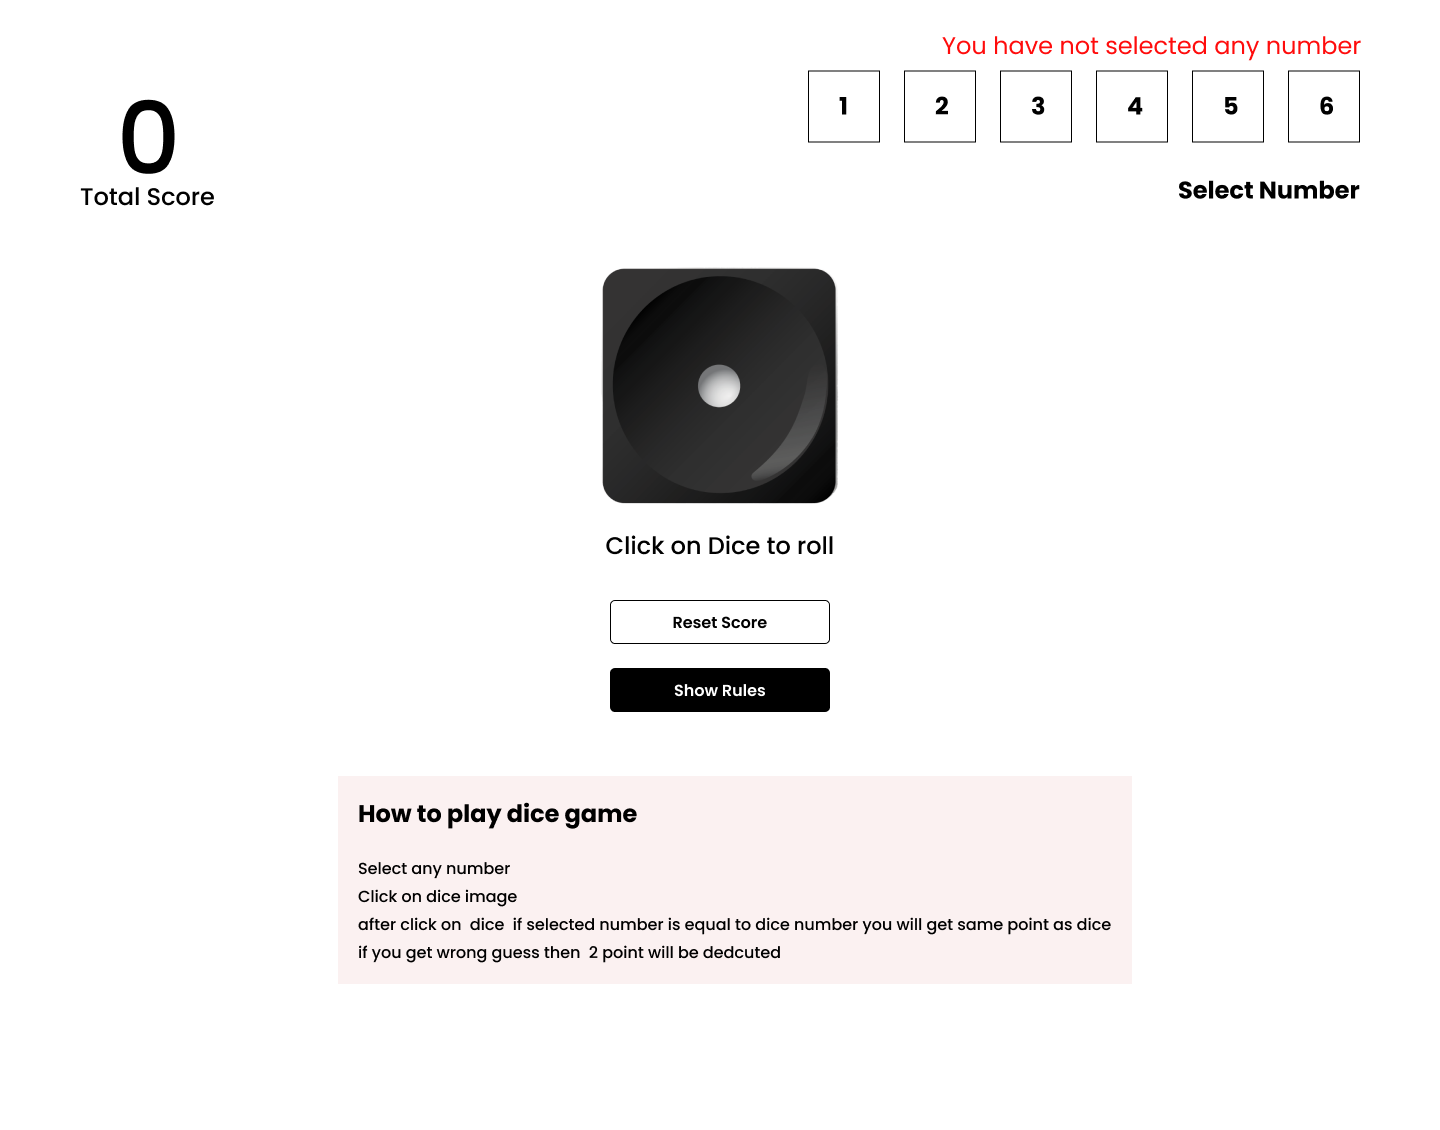 You have not selected any number
1 2 3 4 5 6
0
Total Score
Select Number
Click on Dice to roll
Reset Score
Show Rules
How to play dice game
Select any number
Click on dice image
after click on  dice  if selected number is equal to dice number you will get same point as dice
if you get wrong guess then  2 point will be dedcuted